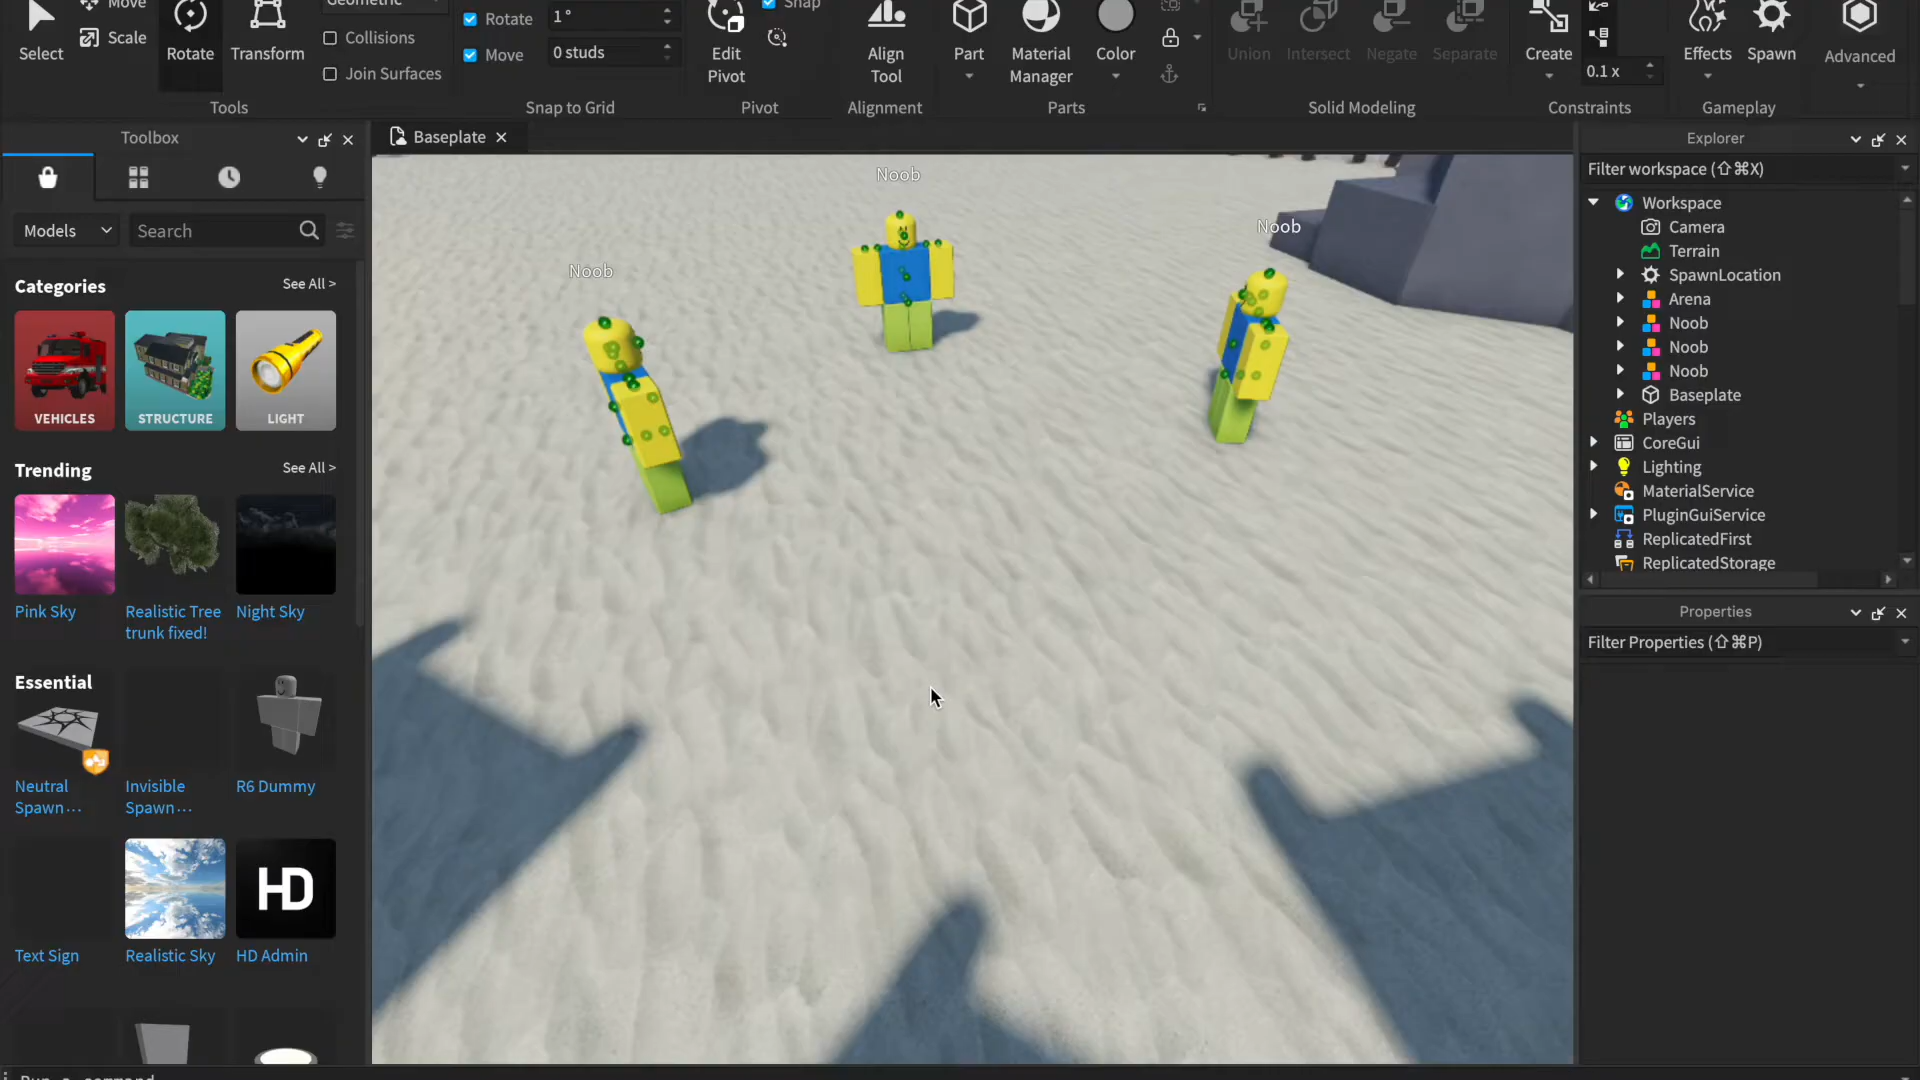 Move
Geometric
Snap
Select
Scale
Rotate
Transform
Collisions
Join Surfaces
Rotate
1 °
Move
0 studs
Edit
Pivot
Align
Tool
Part
Material
Manager
Color
Union
Intersect
Negate
Separate
Create
0.1 x
Effects
Spawn
Advanced
Tools
Snap to Grid
Pivot
Alignment
Parts
Solid Modeling
Constraints
Gameplay
Toolbox
Models
Search
Categories
See All >
VEHICLES
STRUCTURE
LIGHT
Trending
See All >
Pink Sky
Realistic Tree
trunk fixed!
Night Sky
Essential
Neutral
Spawn...
Invisible
Spawn...
R6 Dummy
HD
Text Sign
Realistic Sky
HD Admin
Run a command
Baseplate
Noob
Noob
Noob
Explorer
Filter workspace (⇧⌘X)
Workspace
Camera
Terrain
SpawnLocation
Arena
Noob
Noob
Noob
Baseplate
Players
CoreGui
Lighting
MaterialService
PluginGuiService
ReplicatedFirst
ReplicatedStorage
Properties
Filter Properties (⇧⌘P)